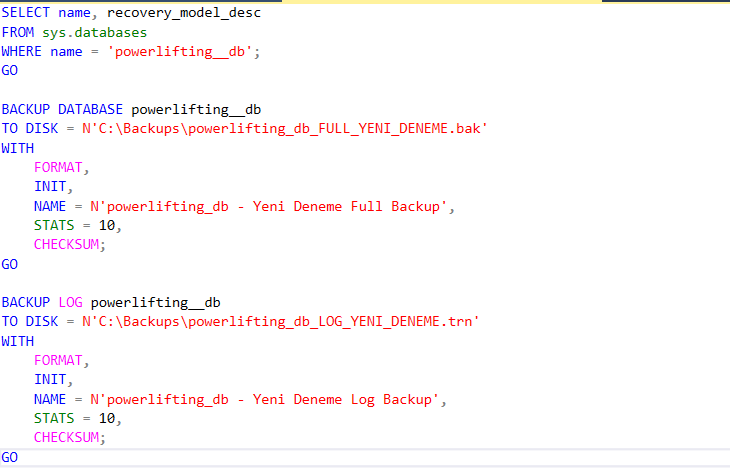 SELECT name, recovery_model_desc
FROM sys.databases
WHERE name = 'powerlifting__db';
GO
BACKUP DATABASE powerlifting__db
TO DISK = N'C:\Backups\powerlifting_db_FULL_YENI_DENEME.bak'
WITH
    FORMAT,
    INIT,
    NAME = N'powerlifting_db - Yeni Deneme Full Backup',
    STATS = 10,
    CHECKSUM;
GO
BACKUP LOG powerlifting__db
TO DISK = N'C:\Backups\powerlifting_db_LOG_YENI_DENEME.trn'
WITH
    FORMAT,
    INIT,
    NAME = N'powerlifting_db - Yeni Deneme Log Backup',
    STATS = 10,
    CHECKSUM;
GO